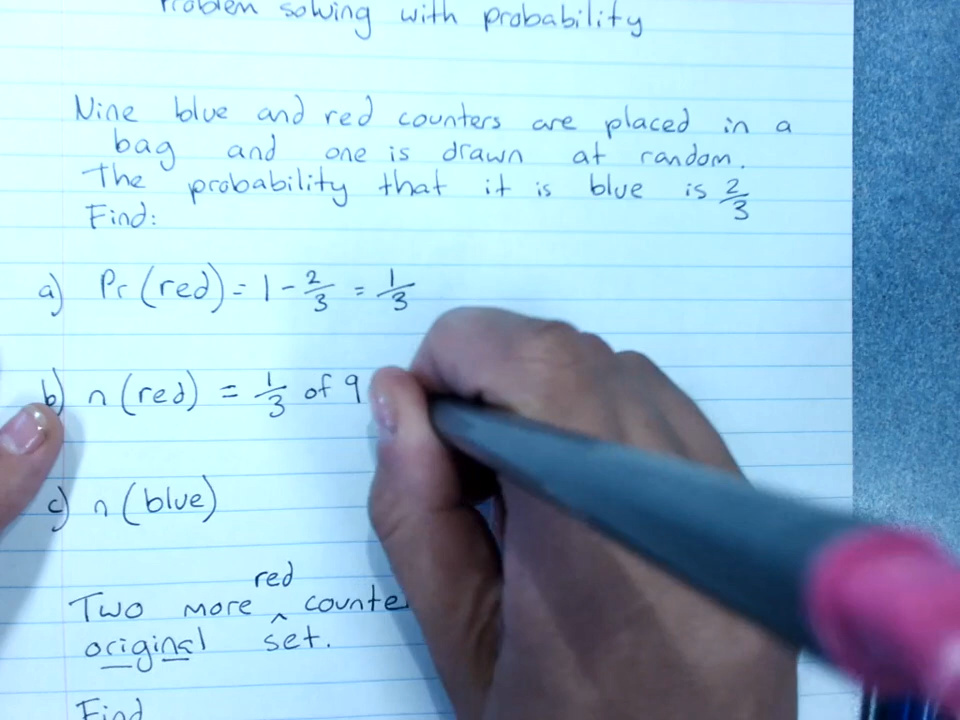 Problem solving with probability
Nine blue and red counters are placed in a
bag and one is drawn at random.
The probability that it is blue is 2/3
Find:
a) Pr (red) = 1 - 2/3 = 1/3
b) n (red) = 1/3 of 9
c) n (blue)
red
Two more ^
original set.
Find